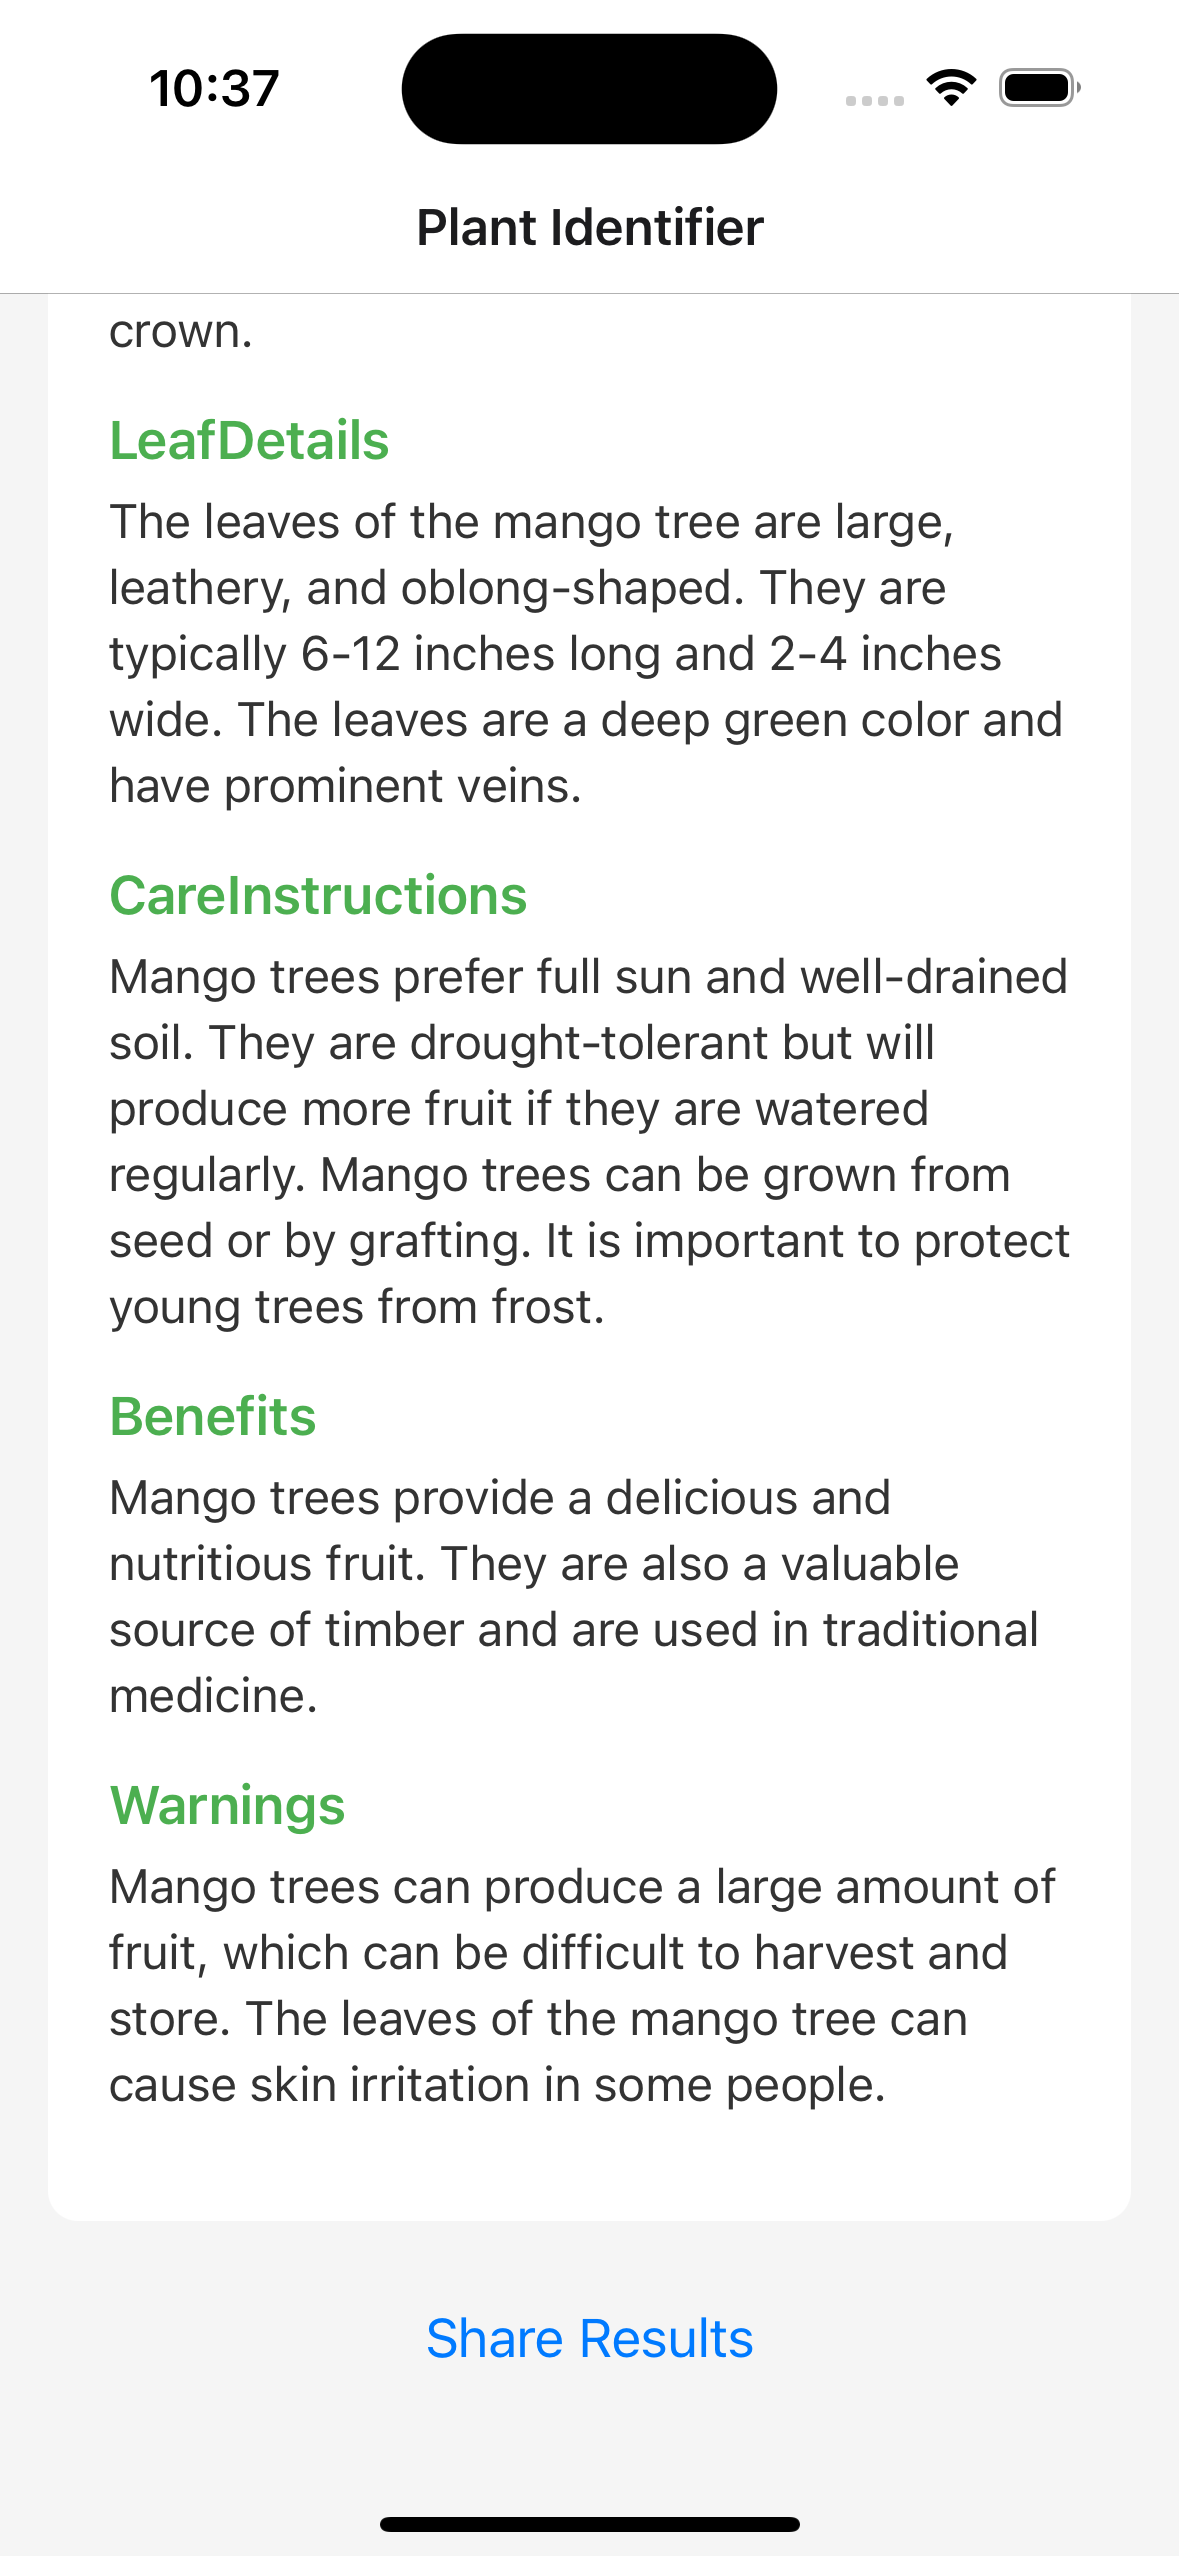 10:37
Plant Identifier
crown.
LeafDetails
The leaves of the mango tree are large,
leathery, and oblong-shaped. They are
typically 6-12 inches long and 2-4 inches
wide. The leaves are a deep green color and
have prominent veins.
CareInstructions
Mango trees prefer full sun and well-drained
soil. They are drought-tolerant but will
produce more fruit if they are watered
regularly. Mango trees can be grown from
seed or by grafting. It is important to protect
young trees from frost.
Benefits
Mango trees provide a delicious and
nutritious fruit. They are also a valuable
source of timber and are used in traditional
medicine.
Warnings
Mango trees can produce a large amount of
fruit, which can be difficult to harvest and
store. The leaves of the mango tree can
cause skin irritation in some people.
Share Results